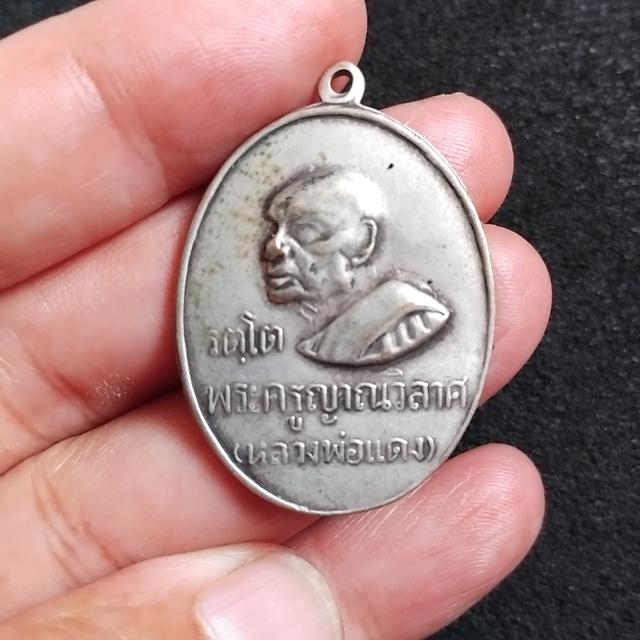 รตฺโต
พระครูญาณวิลาศ
(หลวงพ่อแดง)